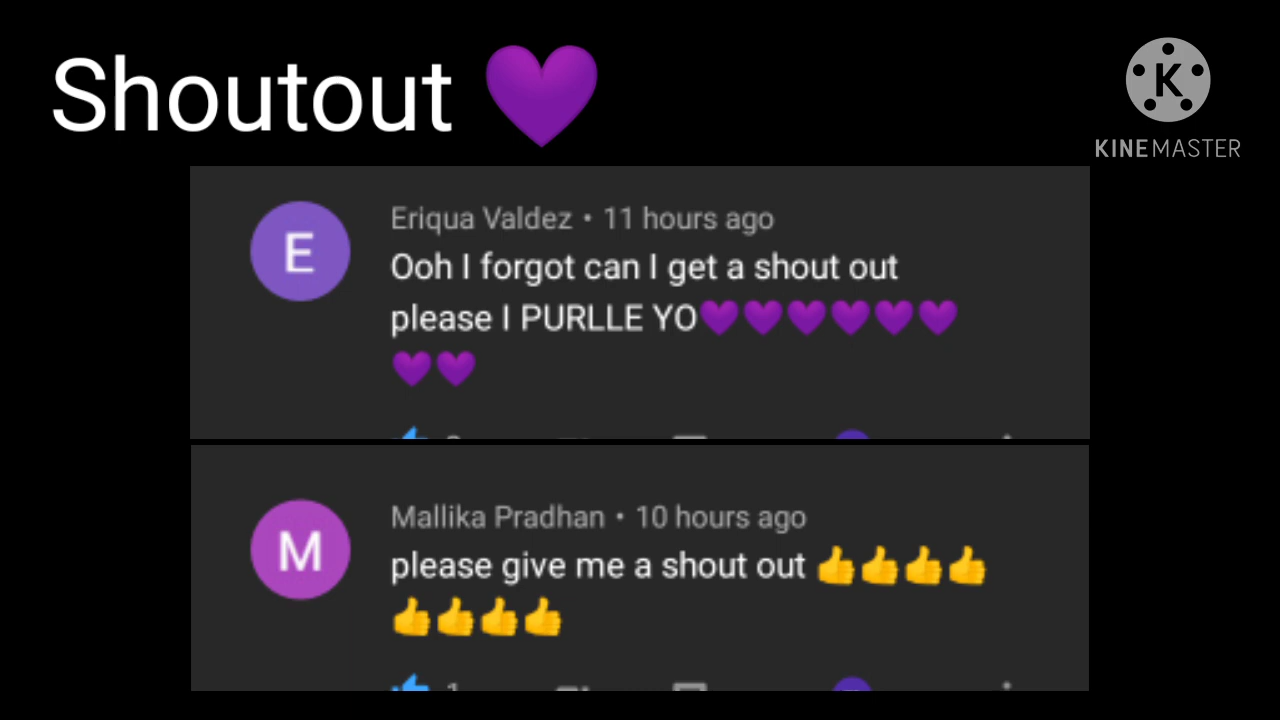 Shoutout 💜
K
KINEMASTER
E
Eriqua Valdez • 11 hours ago
Ooh I forgot can I get a shout out
please I PURLLE YO💜💜💜💜💜💜
💜💜
M
Mallika Pradhan • 10 hours ago
please give me a shout out 👍👍👍👍
👍👍👍👍